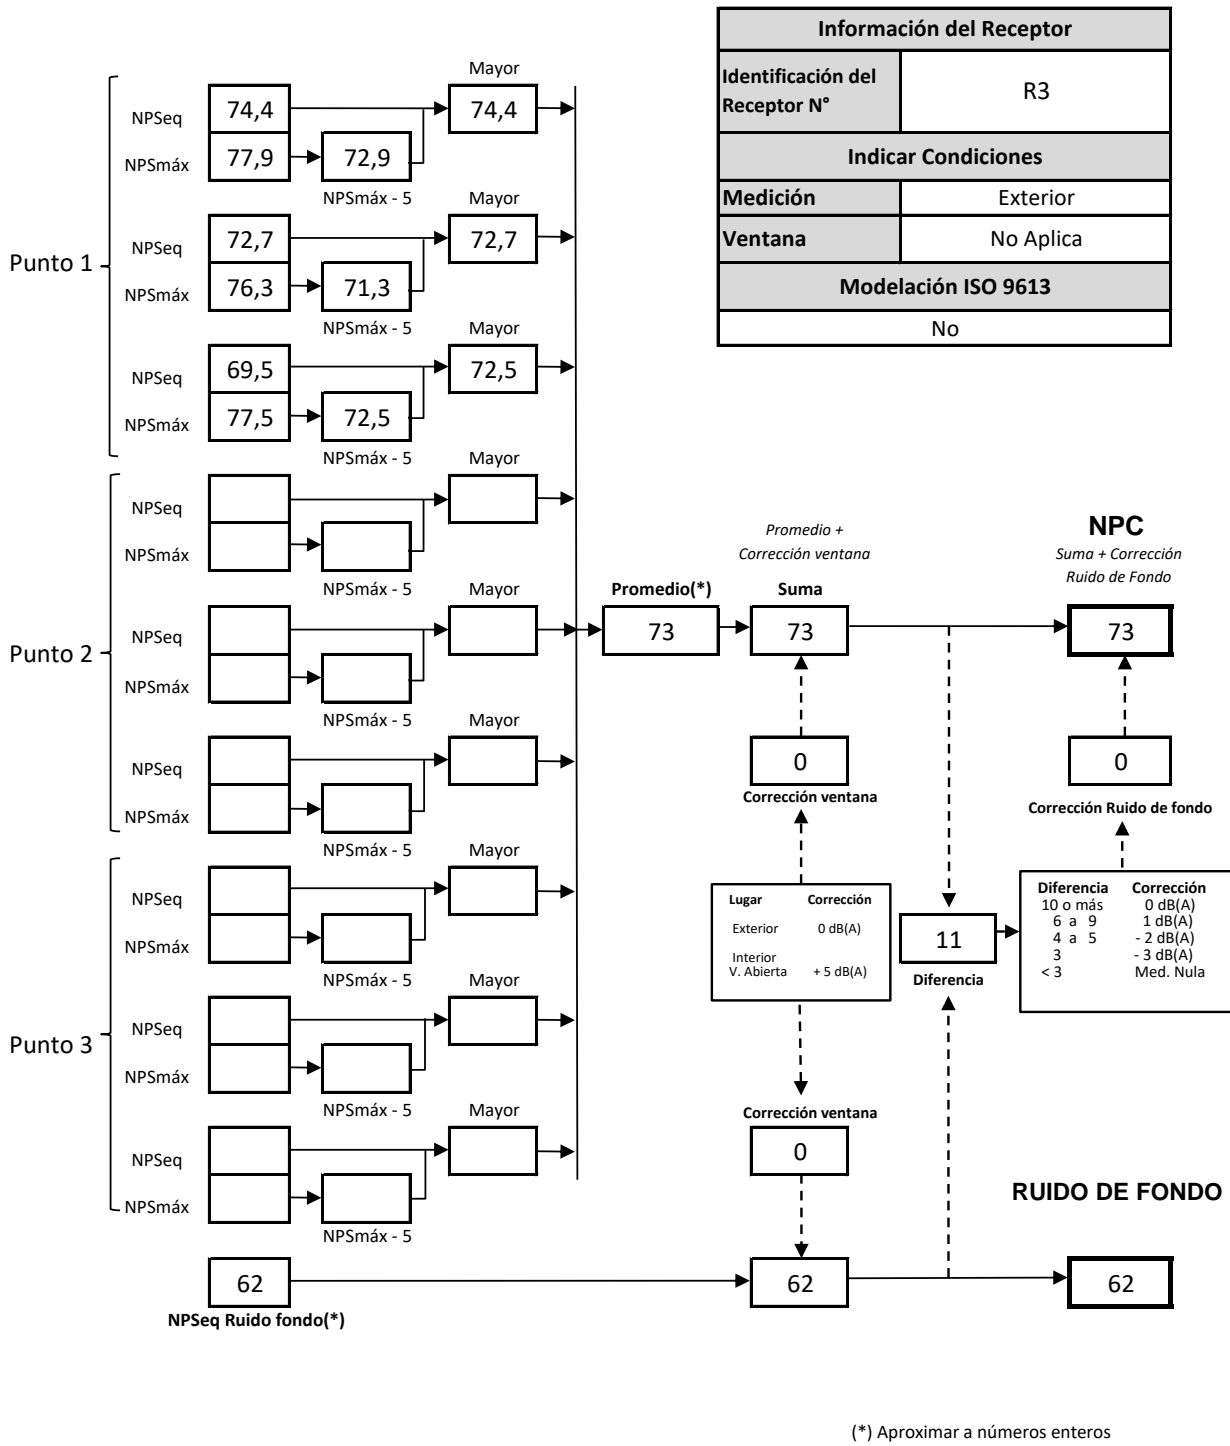 Información del Receptor
Identificación del Receptor N°
R3
Indicar Condiciones
Medición
Exterior
Ventana
No Aplica
Modelación ISO 9613
No
Punto 1
Mayor
NPSeq
74,4
74,4
NPSmáx
77,9
72,9
NPSmáx - 5
Mayor
NPSeq
72,7
72,7
NPSmáx
76,3
71,3
NPSmáx - 5
Mayor
NPSeq
69,5
72,5
NPSmáx
77,5
72,5
NPSmáx - 5
Punto 2
Mayor
NPSeq
NPSmáx
NPSmáx - 5
Mayor
NPSeq
NPSmáx
NPSmáx - 5
Mayor
NPSeq
NPSmáx
NPSmáx - 5
Punto 3
Mayor
NPSeq
NPSmáx
NPSmáx - 5
Mayor
NPSeq
NPSmáx
NPSmáx - 5
Mayor
NPSeq
NPSmáx
NPSmáx - 5
Promedio(*)
73
Promedio +
Corrección ventana
Suma
73
NPC
Suma + Corrección
Ruido de Fondo
73
0
Corrección ventana
0
Corrección Ruido de fondo
Lugar Corrección
Exterior 0 dB(A)
Interior
V. Abierta + 5 dB(A)
11
Diferencia
Diferencia Corrección
10 o más 0 dB(A)
6 a 9 1 dB(A)
4 a 5 - 2 dB(A)
3 - 3 dB(A)
< 3 Med. Nula
Corrección ventana
0
RUIDO DE FONDO
62
62
62
NPSeq Ruido fondo(*)
(*) Aproximar a números enteros